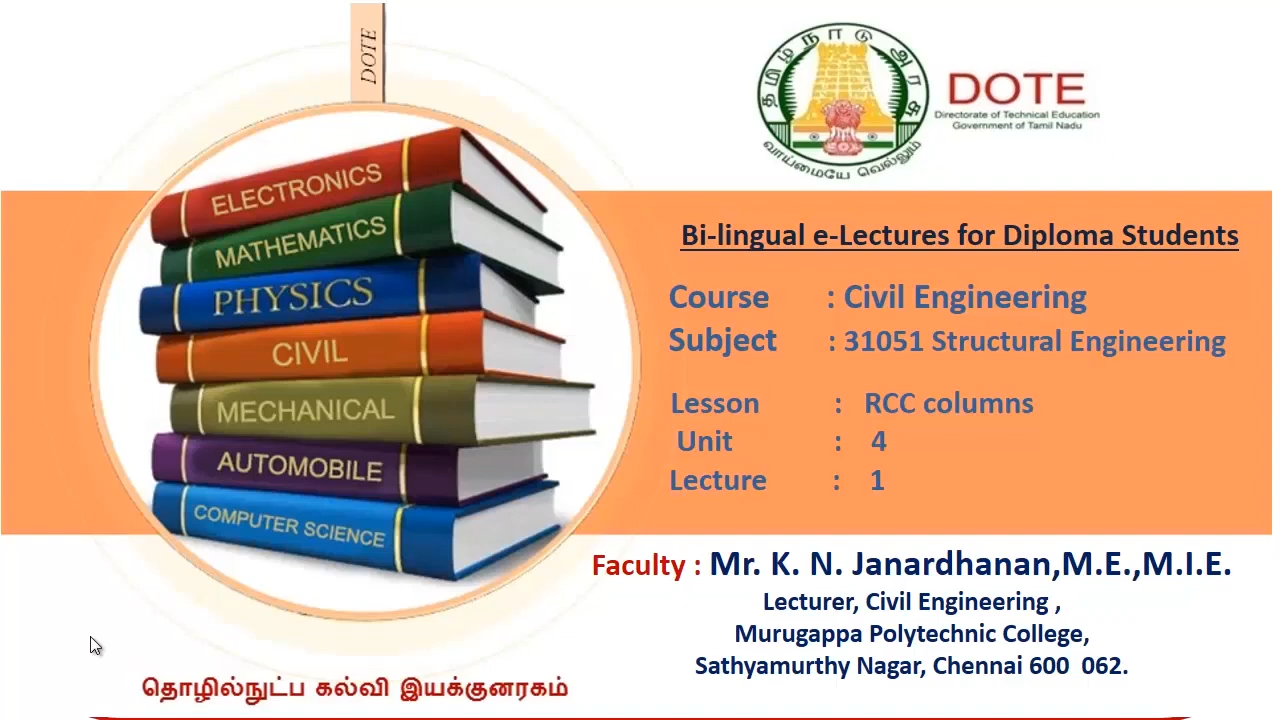 DOTE
தமிழ்நாடு அரசு
வாய்மையே வெல்லும்
DOTE
Directorate of Technical Education
Government of Tamil Nadu
ELECTRONICS
MATHEMATICS
PHYSICS
CIVIL
MECHANICAL
AUTOMOBILE
COMPUTER SCIENCE
Bi-lingual e-Lectures for Diploma Students
Course : Civil Engineering
Subject : 31051 Structural Engineering
Lesson : RCC columns
Unit : 4
Lecture : 1
Faculty : Mr. K. N. Janardhanan,M.E.,M.I.E.
Lecturer, Civil Engineering ,
Murugappa Polytechnic College,
Sathyamurthy Nagar, Chennai 600 062.
தொழில்நுட்ப கல்வி இயக்குனரகம்